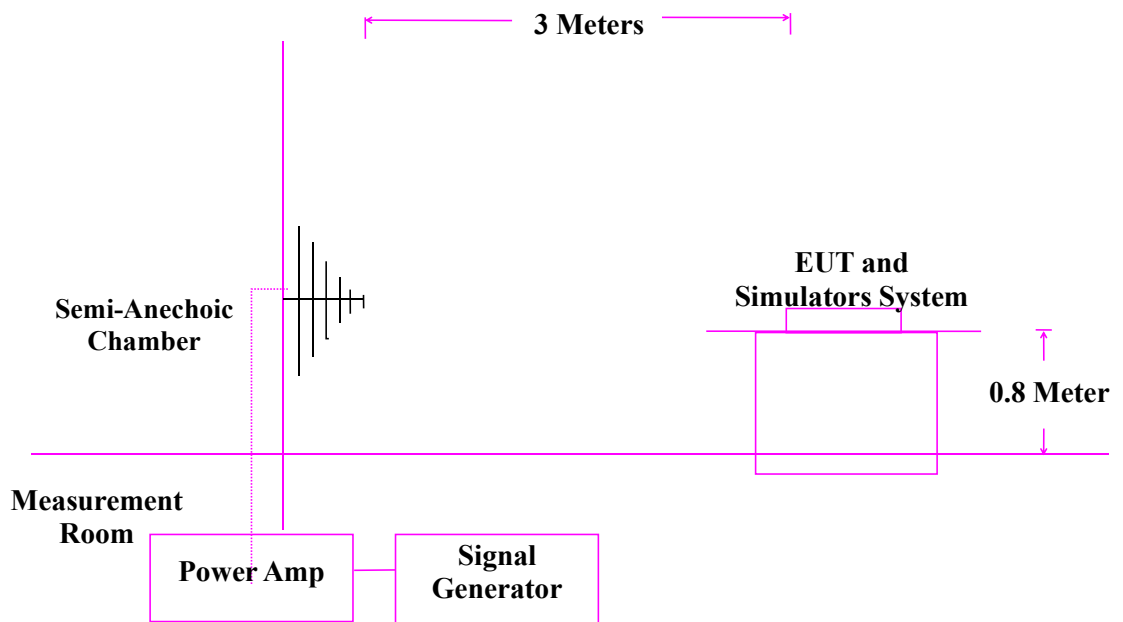 3 Meters
EUT and
Simulators System
Semi-Anechoic
Chamber
0.8 Meter
Measurement
Room
Power Amp
Signal
Generator